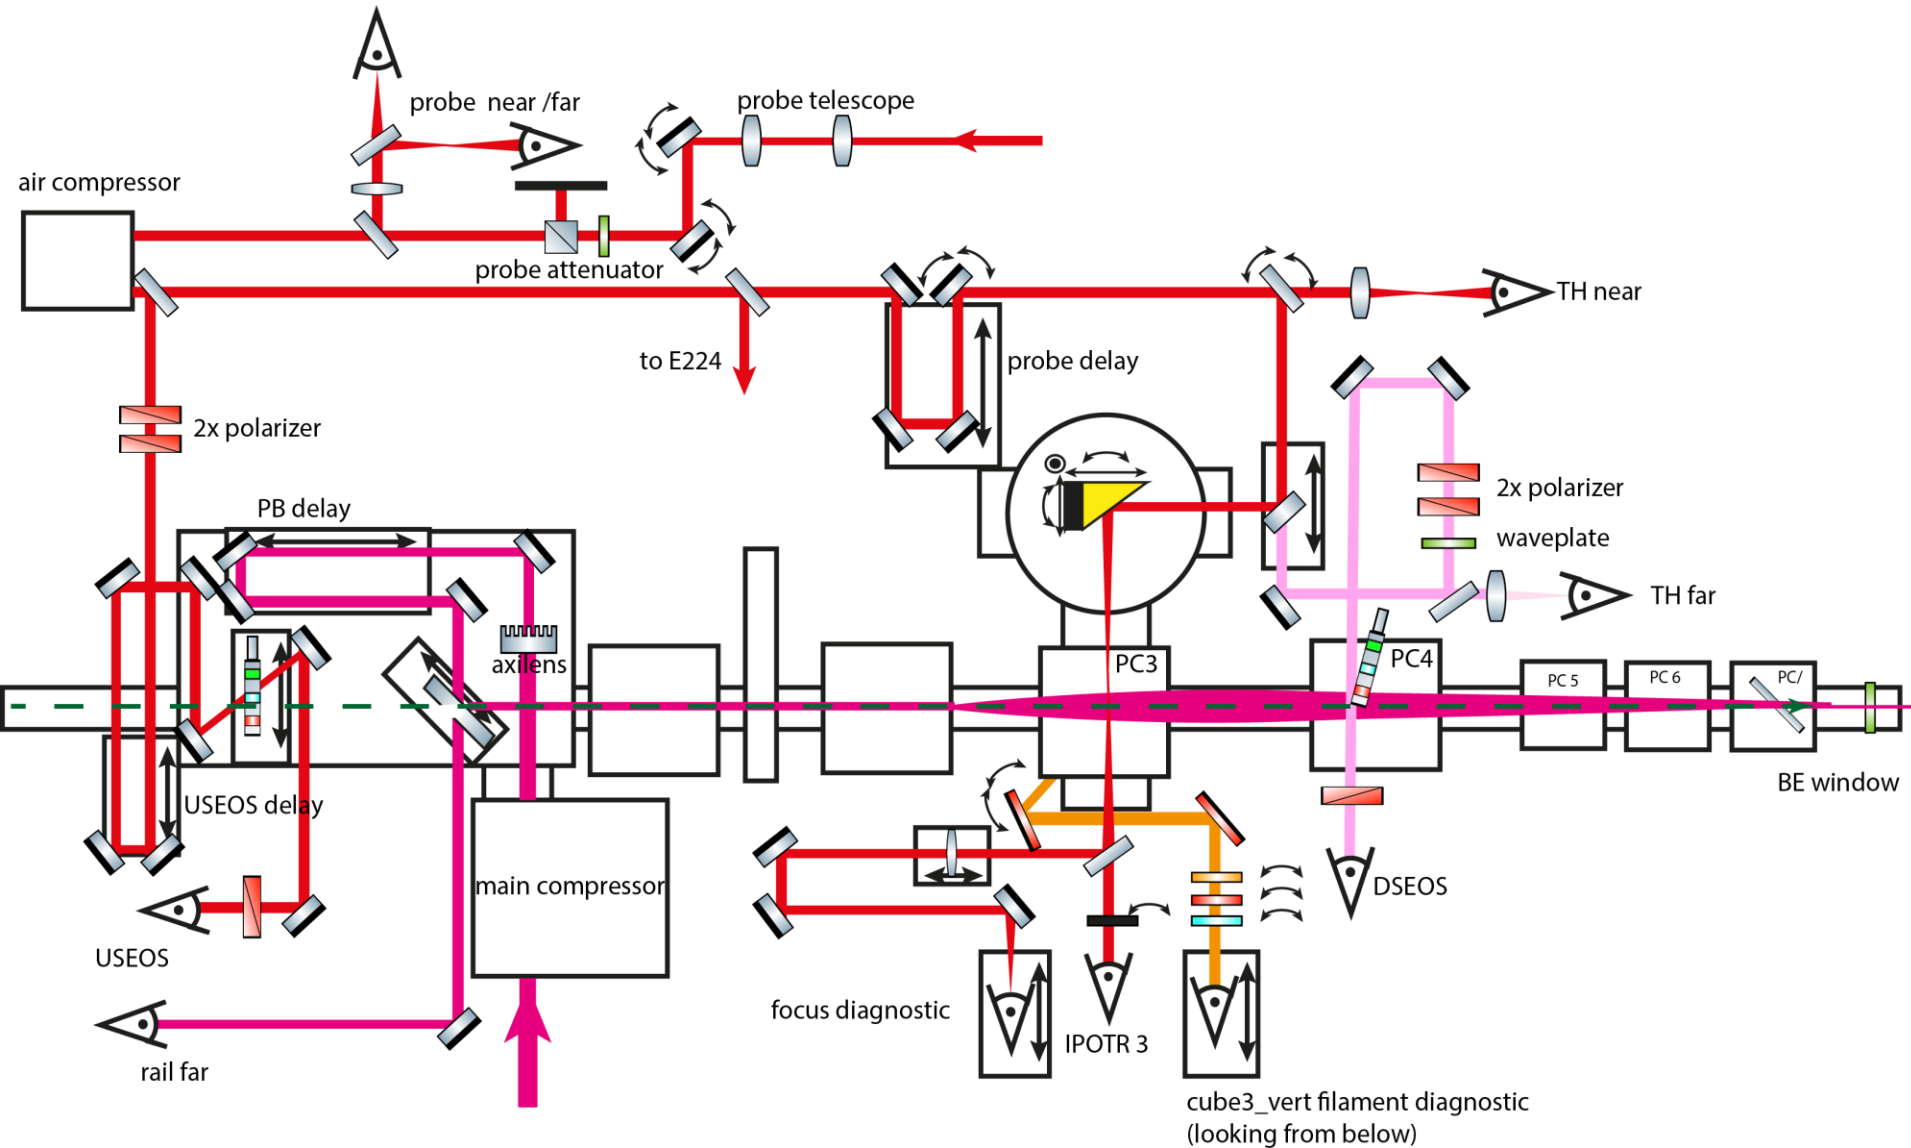 probe near /far
probe telescope
air compressor
probe attenuator
TH near
to E224
probe delay
2x polarizer
2x polarizer
PB delay
waveplate
TH far
axilens
PC3
PC4
PC 5
PC 6
PC/
BE window
USEOS delay
main compressor
DSEOS
USEOS
focus diagnostic
IPOTR 3
rail far
cube3_vert filament diagnostic
(looking from below)